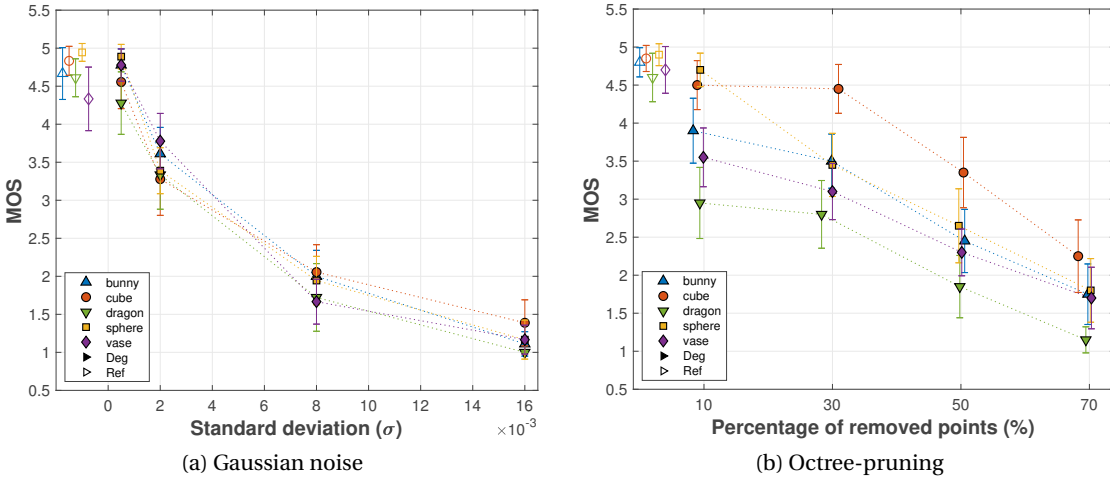 5.5
5
4.5
4
3.5
3
2.5
2
1.5
1
0.5
MOS
bunny
cube
dragon
sphere
vase
Deg
Ref
0 2 4 6 8 10 12 14 16
Standard deviation (σ)
×10⁻³
(a) Gaussian noise
5.5
5
4.5
4
3.5
3
2.5
2
1.5
1
0.5
MOS
bunny
cube
dragon
sphere
vase
Deg
Ref
10 30 50 70
Percentage of removed points (%)
(b) Octree-pruning